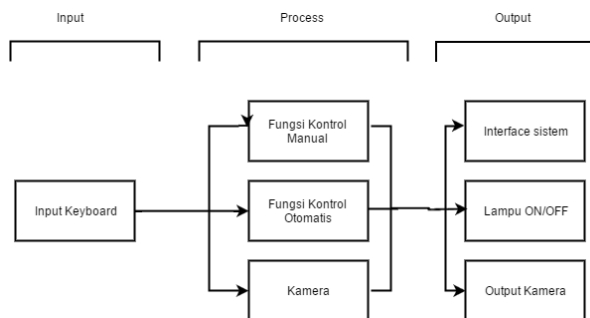 Input
Process
Output
Fungsi Kontrol
Manual
Interface sistem
Input Keyboard
Fungsi Kontrol
Otomatis
Lampu ON/OFF
Kamera
Output Kamera